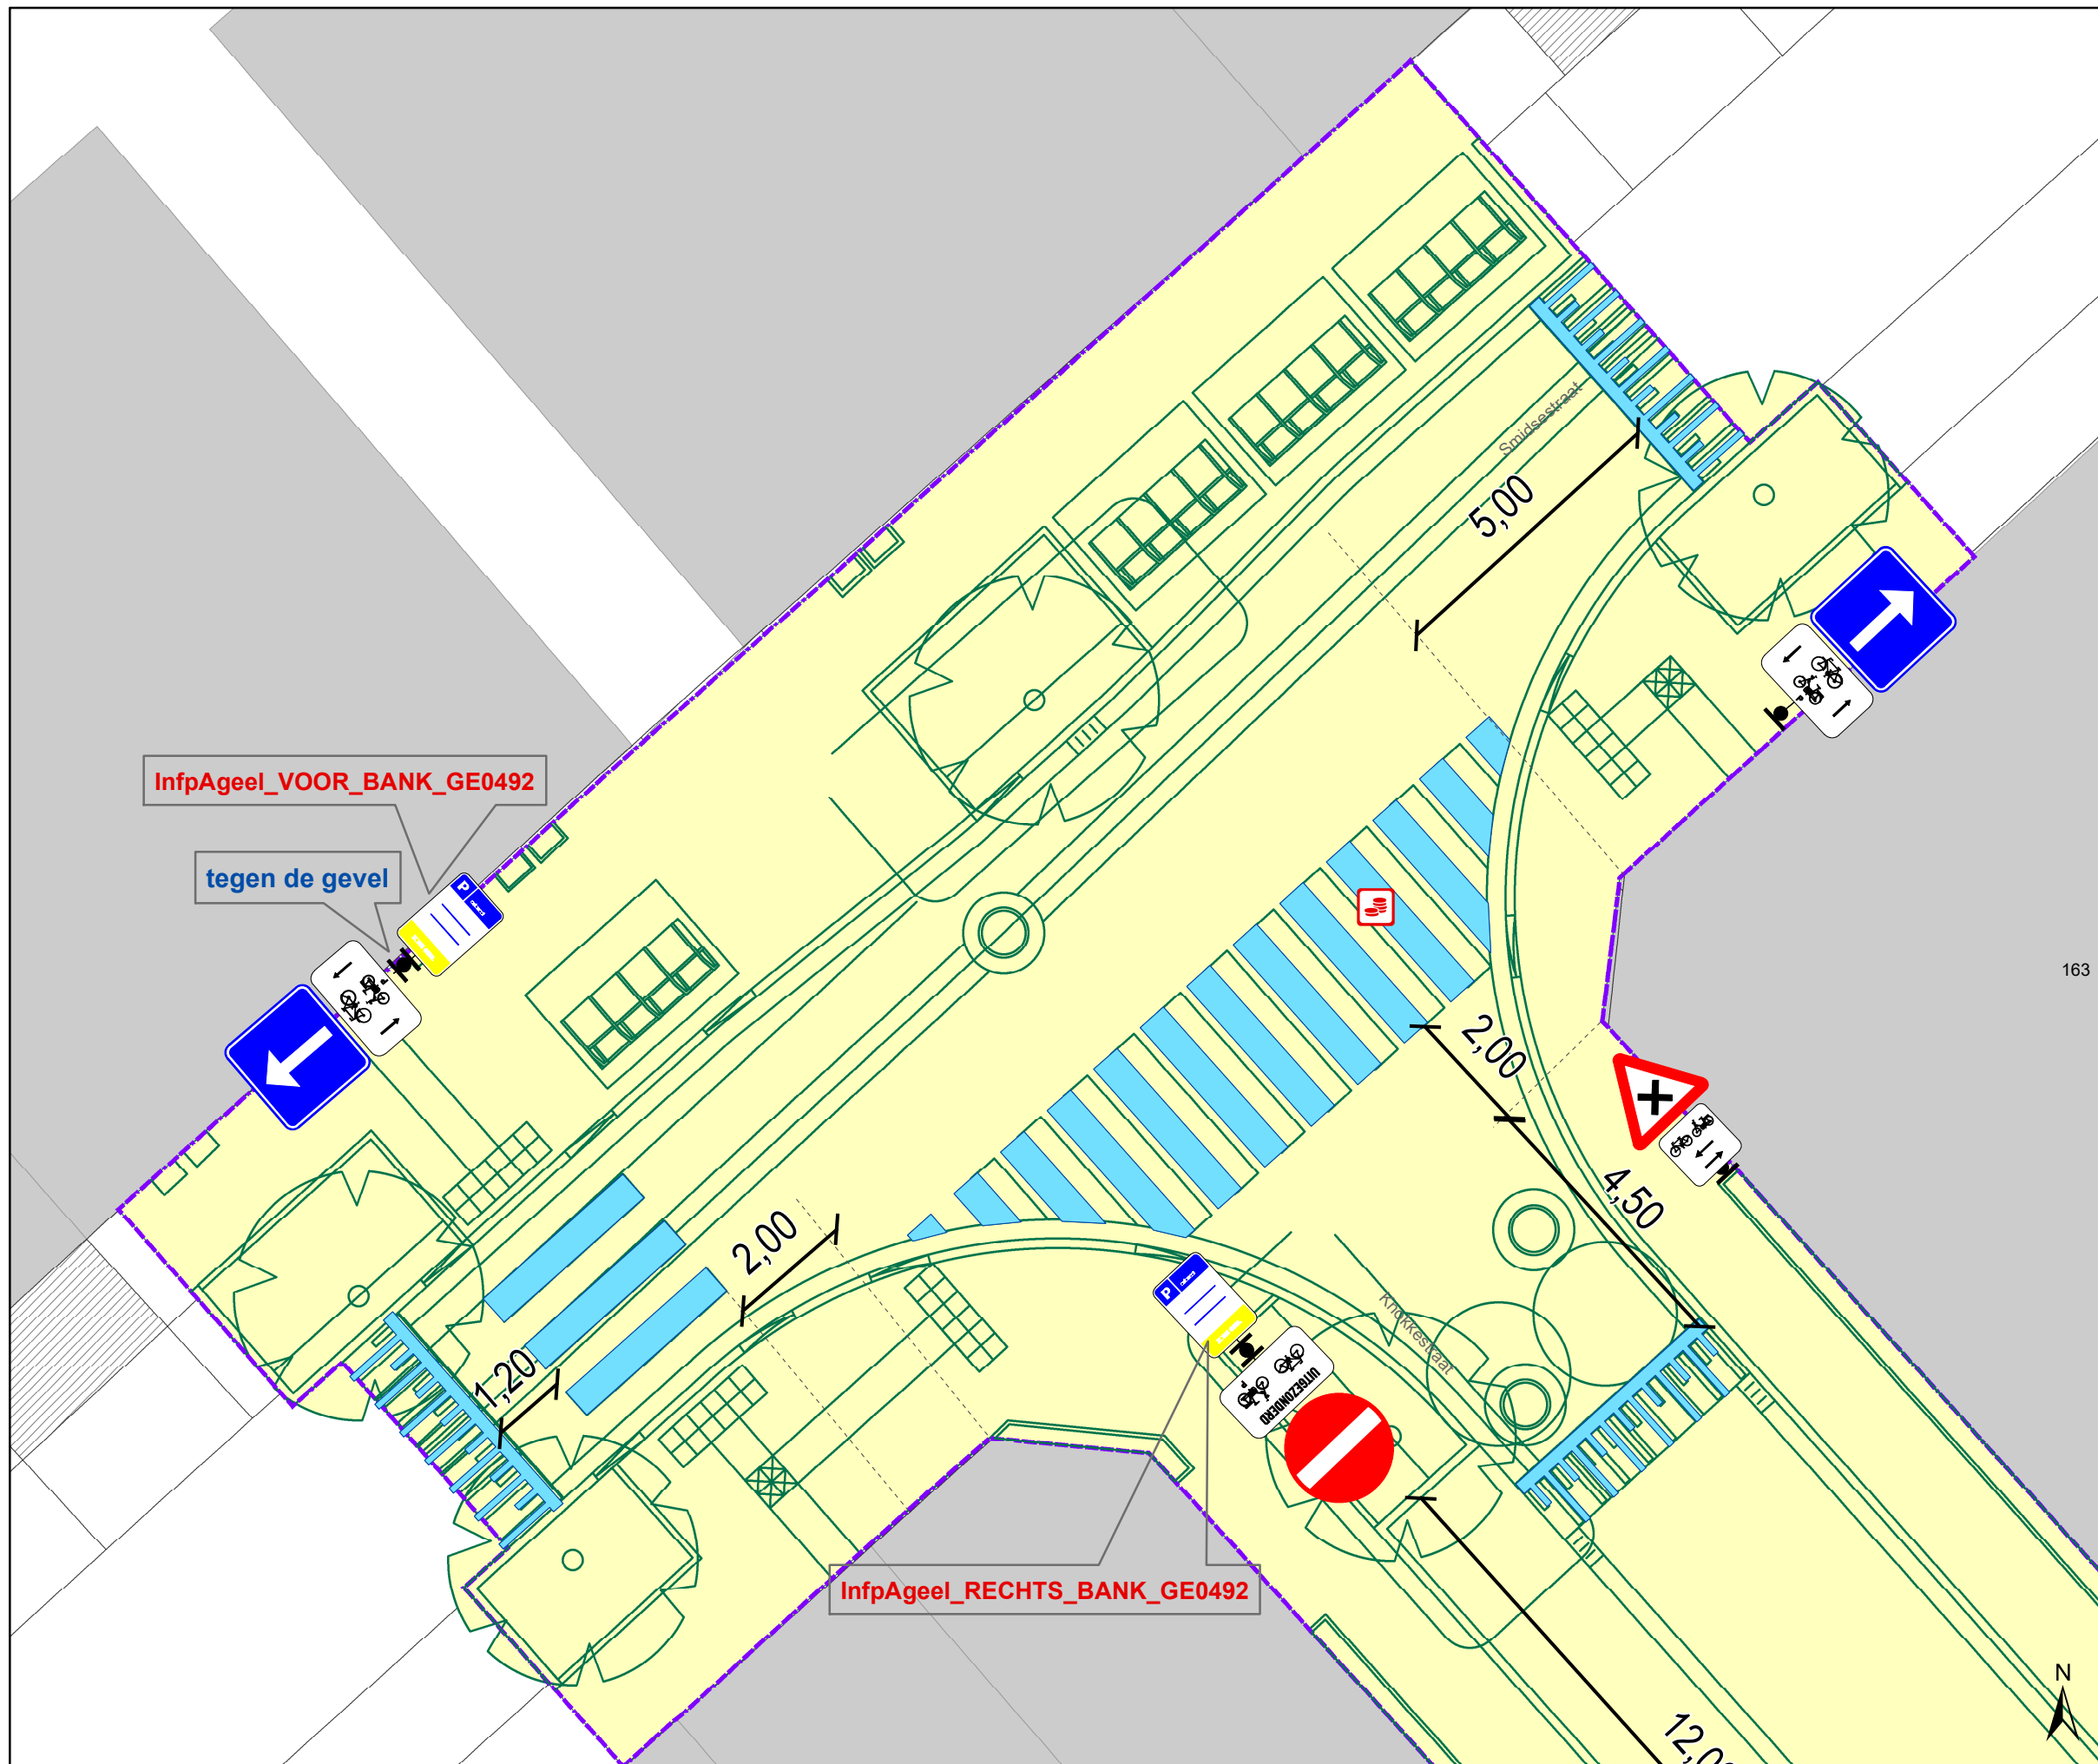 Smidsestraat
5,00
InfpAgeel_VOOR_BANK_GE0492
tegen de gevel
P
163
2,00
4,50
2,00
1,20
P
Knokkestraat
UITGEZONDERD
InfpAgeel_RECHTS_BANK_GE0492
N